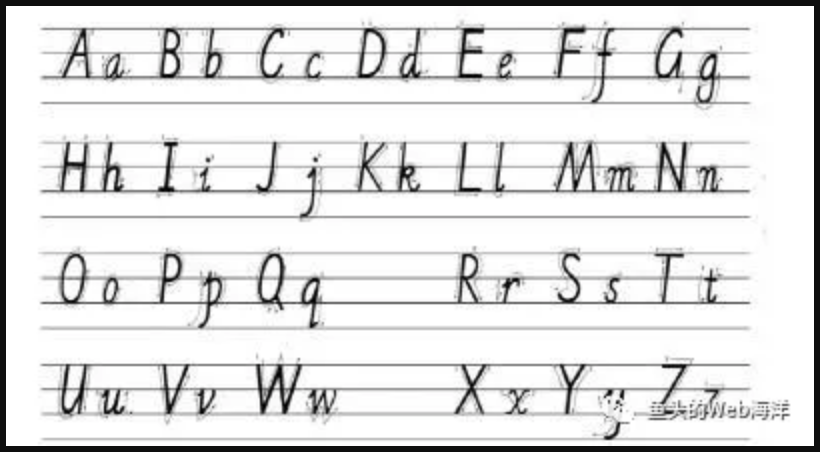 Aa Bb Cc Dd Ee Ff Gg
Hh Ii Jj Kk Ll Mm Nn
Oo Pp Qq Rr Ss Tt
Uu Vv Ww Xx Yy Zz
鱼头的Web海洋